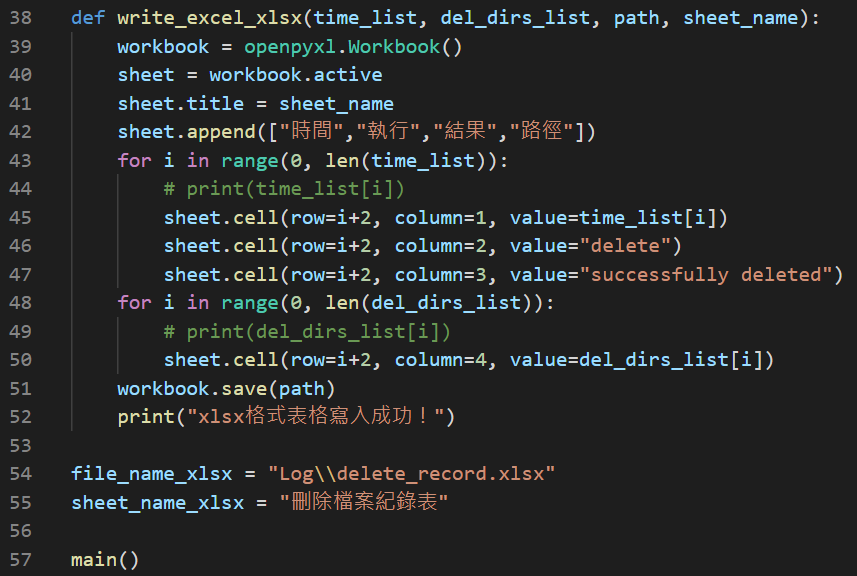 38 def write_excel_xlsx(time_list, del_dirs_list, path, sheet_name):
39     workbook = openpyxl.Workbook()
40     sheet = workbook.active
41     sheet.title = sheet_name
42     sheet.append(["時間","執行","結果","路徑"])
43     for i in range(0, len(time_list)):
44         # print(time_list[i])
45         sheet.cell(row=i+2, column=1, value=time_list[i])
46         sheet.cell(row=i+2, column=2, value="delete")
47         sheet.cell(row=i+2, column=3, value="successfully deleted")
48     for i in range(0, len(del_dirs_list)):
49         # print(del_dirs_list[i])
50         sheet.cell(row=i+2, column=4, value=del_dirs_list[i])
51     workbook.save(path)
52     print("xlsx格式表格寫入成功！")
53
54 file_name_xlsx = "Log\\delete_record.xlsx"
55 sheet_name_xlsx = "刪除檔案紀錄表"
56
57 main()